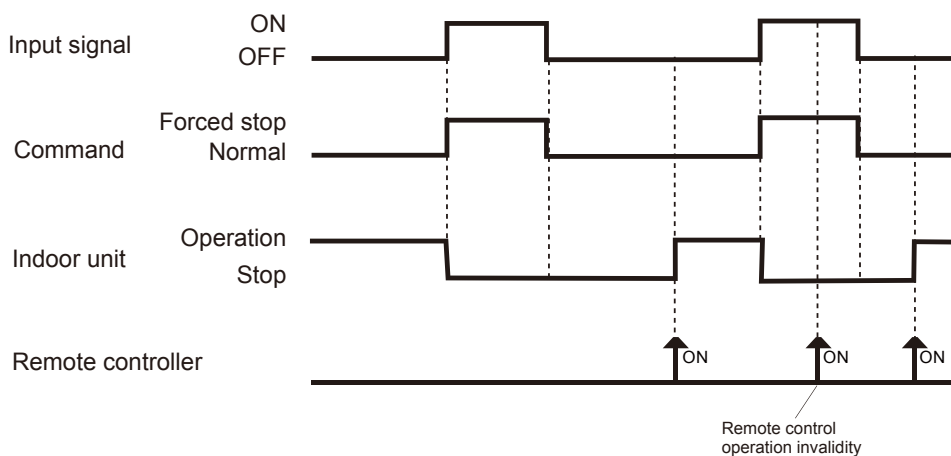 ON
Input signal
OFF
Forced stop
Command
Normal
Operation
Indoor unit
Stop
Remote controller
ON
ON
ON
Remote control
operation invalidity